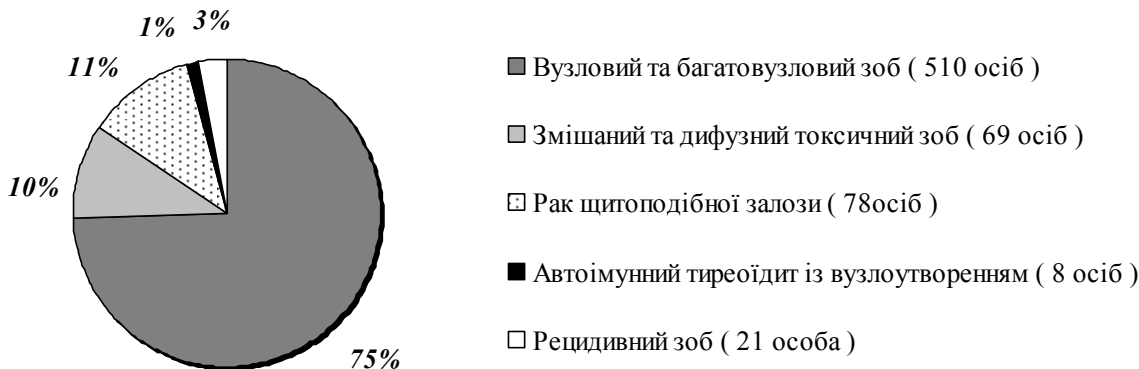 1% 3%
11%
10%
75%
Вузловий та багатовузловий зоб ( 510 осіб )
Змішаний та дифузний токсичний зоб ( 69 осіб )
Рак щитоподібної залози ( 78осіб )
Автоімунний тиреоїдит із вузлоутворенням ( 8 осіб )
Рецидивний зоб ( 21 особа )